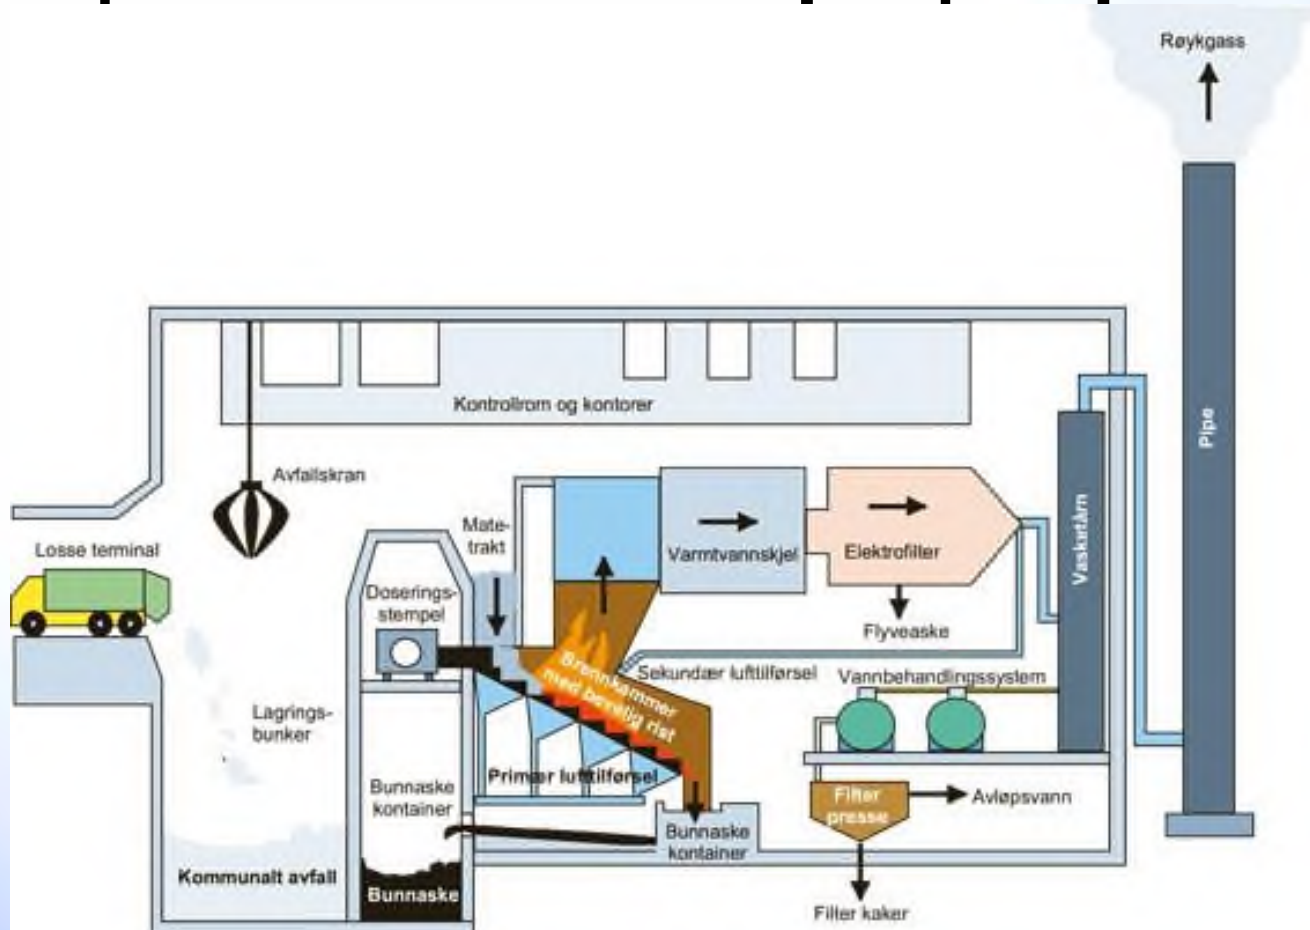 Røykgass
Pipe
Kontrollrom og kontorer
Avfallskran
Losse terminal
Mate-
trakt
Varmtvannskjel
Elektrofiller
Vasketårn
Doserings-
stempel
Flyveaske
Brennkammer
med bevelig rist
Sekundær lufttilførsel
Vannbehandlingssystem
Lagrings-
bunker
Primær lufttilførsel
Bunnaske
kontainer
Filter
presse
Avløpsvann
Bunnaske
kontainer
Kommunalt avfall
Bunnaske
Filter kaker